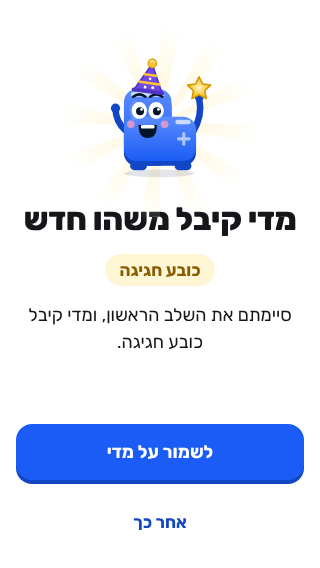 מדי קיבל משהו חדש
כובע חגיגה
סיימתם את השלב הראשון, ומדי קיבל
כובע חגיגה.
לשמור על מדי
אחר כך